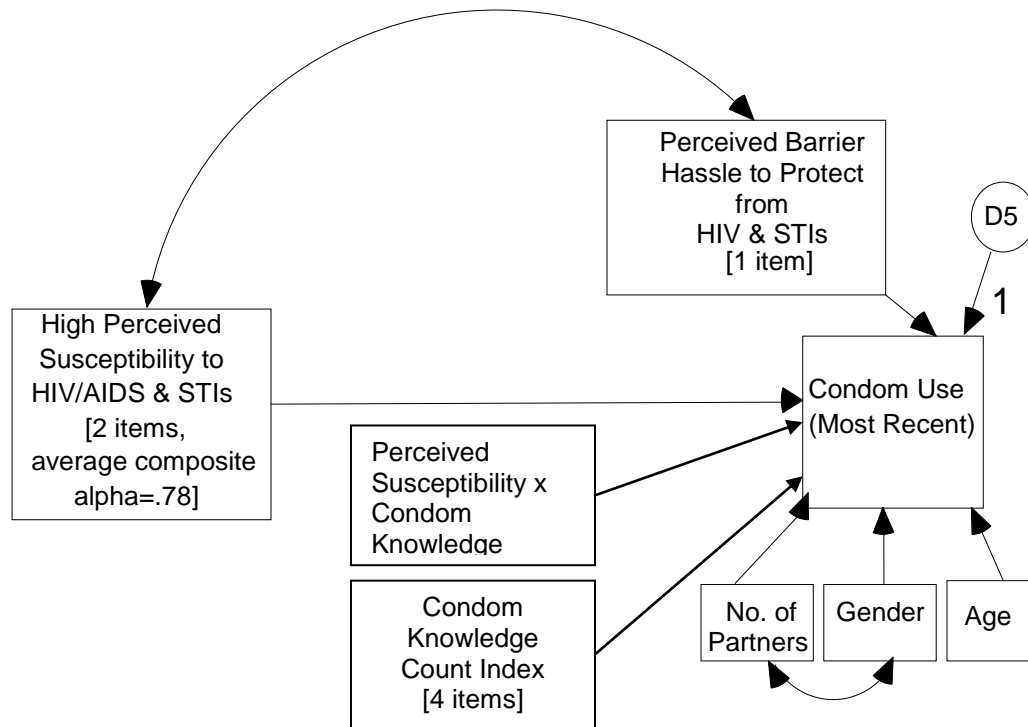 Perceived Barrier
Hassle to Protect
from
HIV & STIs
[1 item]
D5
1
High Perceived
Susceptibility to
HIV/AIDS & STIs
[2 items,
average composite
alpha=.78]
Condom Use
(Most Recent)
Perceived
Susceptibility x
Condom
Knowledge
Condom
Knowledge
Count Index
[4 items]
No. of
Partners
Gender
Age